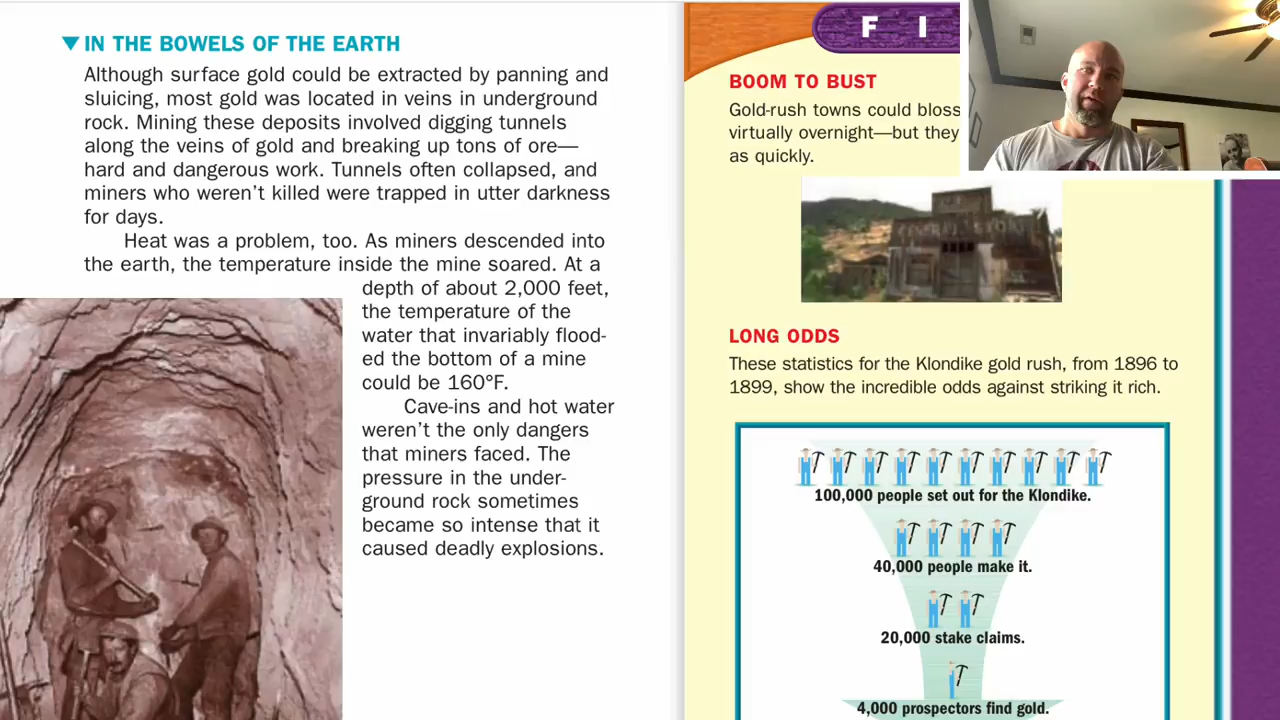 IN THE BOWELS OF THE EARTH
Although surface gold could be extracted by panning and
sluicing, most gold was located in veins in underground
rock. Mining these deposits involved digging tunnels
along the veins of gold and breaking up tons of ore—
hard and dangerous work. Tunnels often collapsed, and
miners who weren't killed were trapped in utter darkness
for days.
Heat was a problem, too. As miners descended into
the earth, the temperature inside the mine soared. At a
depth of about 2,000 feet,
the temperature of the
water that invariably flood-
ed the bottom of a mine
could be 160°F.
Cave-ins and hot water
weren't the only dangers
that miners faced. The
pressure in the under-
ground rock sometimes
became so intense that it
caused deadly explosions.
F I
BOOM TO BUST
Gold-rush towns could bloss
virtually overnight—but they
as quickly.
LONG ODDS
These statistics for the Klondike gold rush, from 1896 to
1899, show the incredible odds against striking it rich.
100,000 people set out for the Klondike.
40,000 people make it.
20,000 stake claims.
4,000 prospectors find gold.